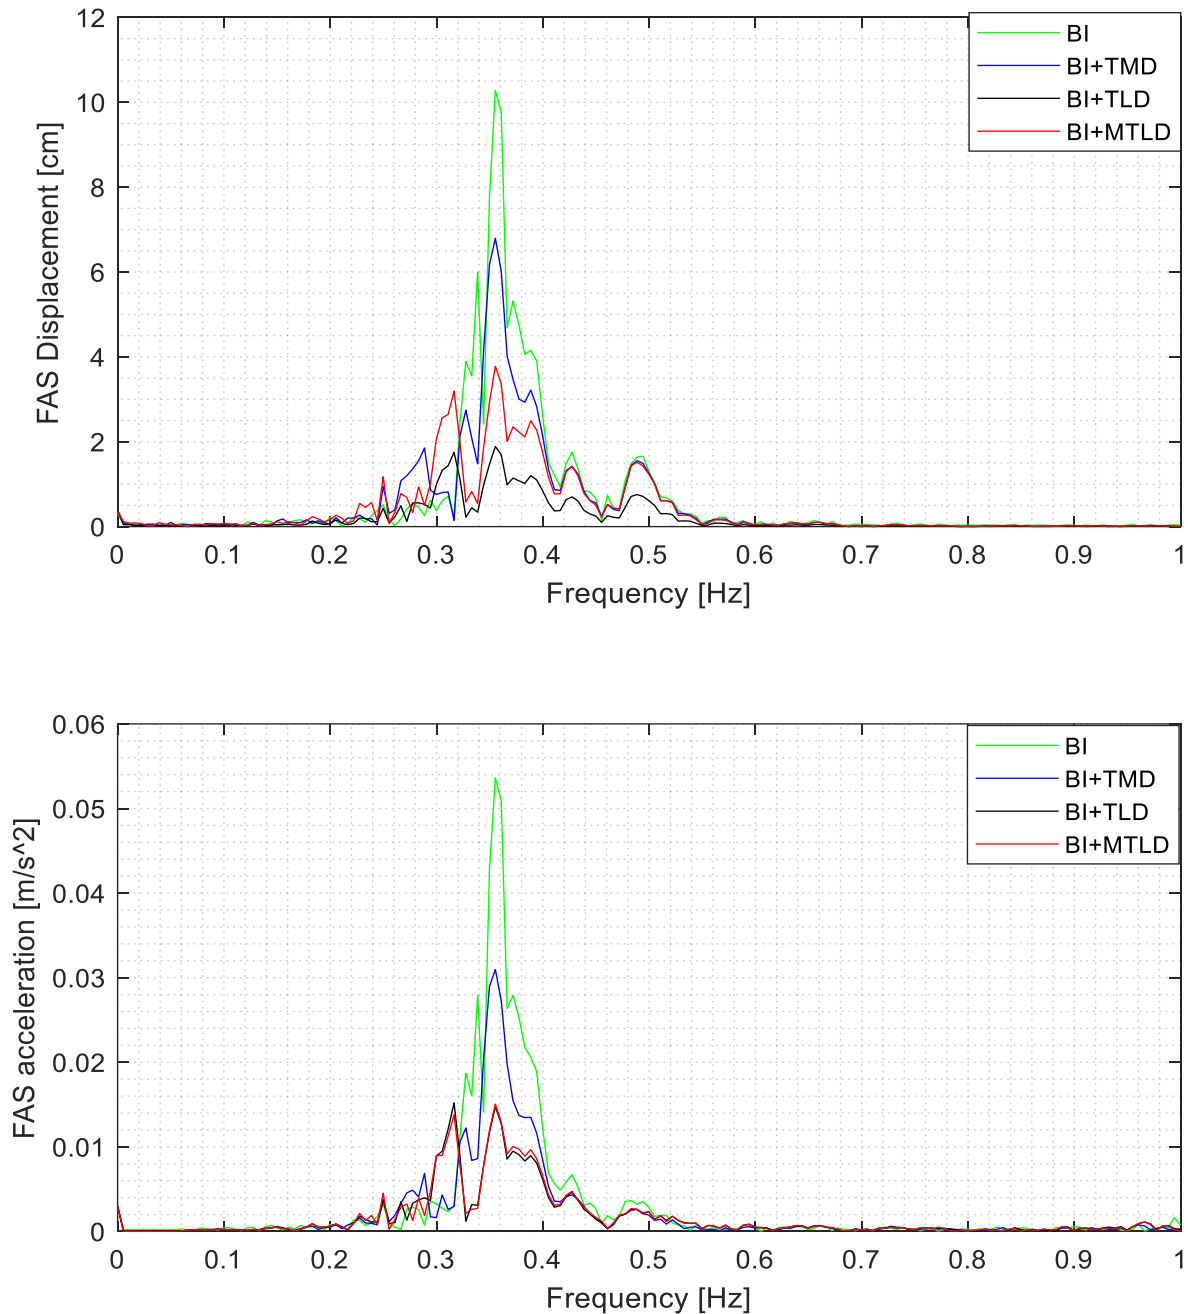 12
10
8
6
4
2
0
FAS Displacement [cm]
BI
BI+TMD
BI+TLD
BI+MTLD
0 0.1 0.2 0.3 0.4 0.5 0.6 0.7 0.8 0.9 1
Frequency [Hz]
0.06
0.05
0.04
0.03
0.02
0.01
0
FAS acceleration [m/s^2]
BI
BI+TMD
BI+TLD
BI+MTLD
0 0.1 0.2 0.3 0.4 0.5 0.6 0.7 0.8 0.9 1
Frequency [Hz]